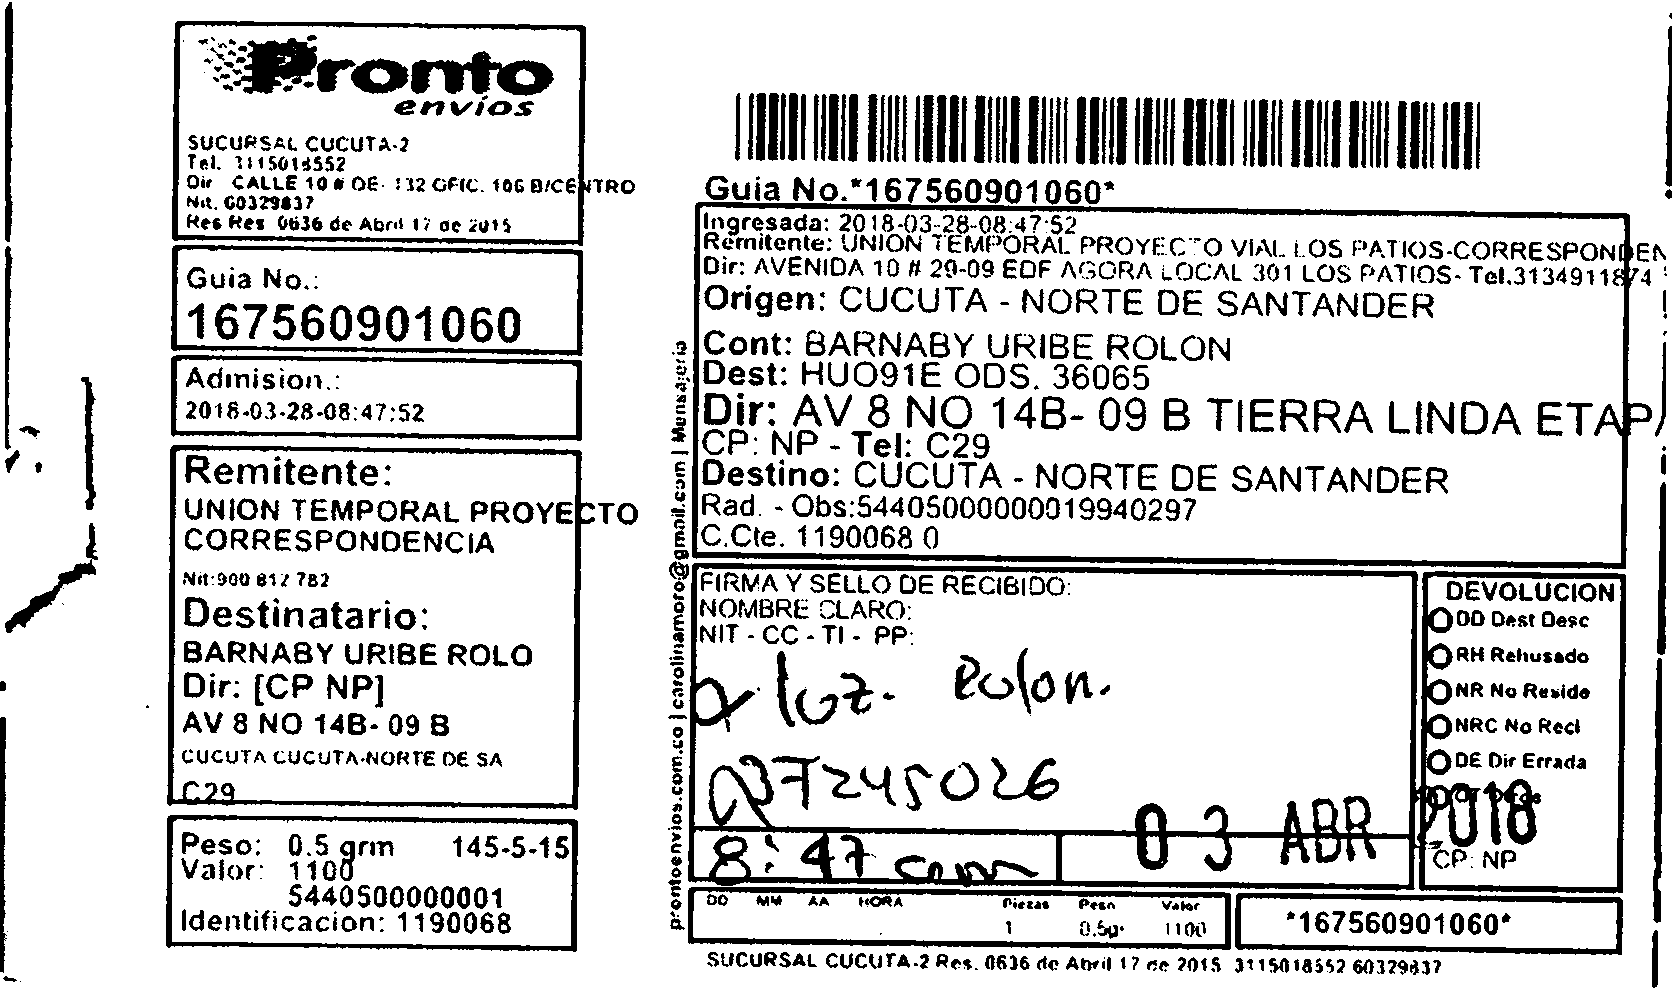 Pronto
envíos
SUCURSAL CUCUTA-2
Tel. 3115018552
Dir CALLE 10 # OE- 132 OFIC. 106 B/CENTRO
Nit. 60329837
Res Res 0636 de Abril 17 de 2015
Guia No.:
167560901060
Admision.:
2018-03-28-08:47:52
Remitente:
UNION TEMPORAL PROYECTO
CORRESPONDENCIA
Nit:900 812 782
Destinatario:
BARNABY URIBE ROLO
Dir: [CP NP]
AV 8 NO 14B- 09 B
CUCUTA CUCUTA-NORTE DE SA
C29
Peso: 0.5 grm 145-5-15
Valor: 1100
5440500000001
Identificacion: 1190068
prontoenvios.com.co | carolinamoro@gmail.com | Mensajeria
Guia No.*167560901060*
Ingresada: 2018-03-28-08:47:52
Remitente: UNION TEMPORAL PROYECTO VIAL LOS PATIOS-CORRESPONDEN
Dir: AVENIDA 10 # 29-09 EDF AGORA LOCAL 301 LOS PATIOS- Tel.3134911874
Origen: CUCUTA - NORTE DE SANTANDER
Cont: BARNABY URIBE ROLON
Dest: HUO91E ODS. 36065
Dir: AV 8 NO 14B- 09 B TIERRA LINDA ETAPA
CP: NP - Tel: C29
Destino: CUCUTA - NORTE DE SANTANDER
Rad. - Obs:54405000000019940297
C.Cte. 1190068 0
FIRMA Y SELLO DE RECIBIDO:
NOMBRE CLARO:
NIT - CC - TI - PP:
luz. Rolon.
37245026
8:47
03 ABR 2018
DEVOLUCION
DD Dest Desc
RH Rehusado
NR No Reside
NRC No Recl
DE Dir Errada
CP: NP
DD MM AA HORA Piezas Peso Valor
1 0.5gr 1100
*167560901060*
SUCURSAL CUCUTA-2 Res. 0636 de Abril 17 de 2015 3115018552 60329837